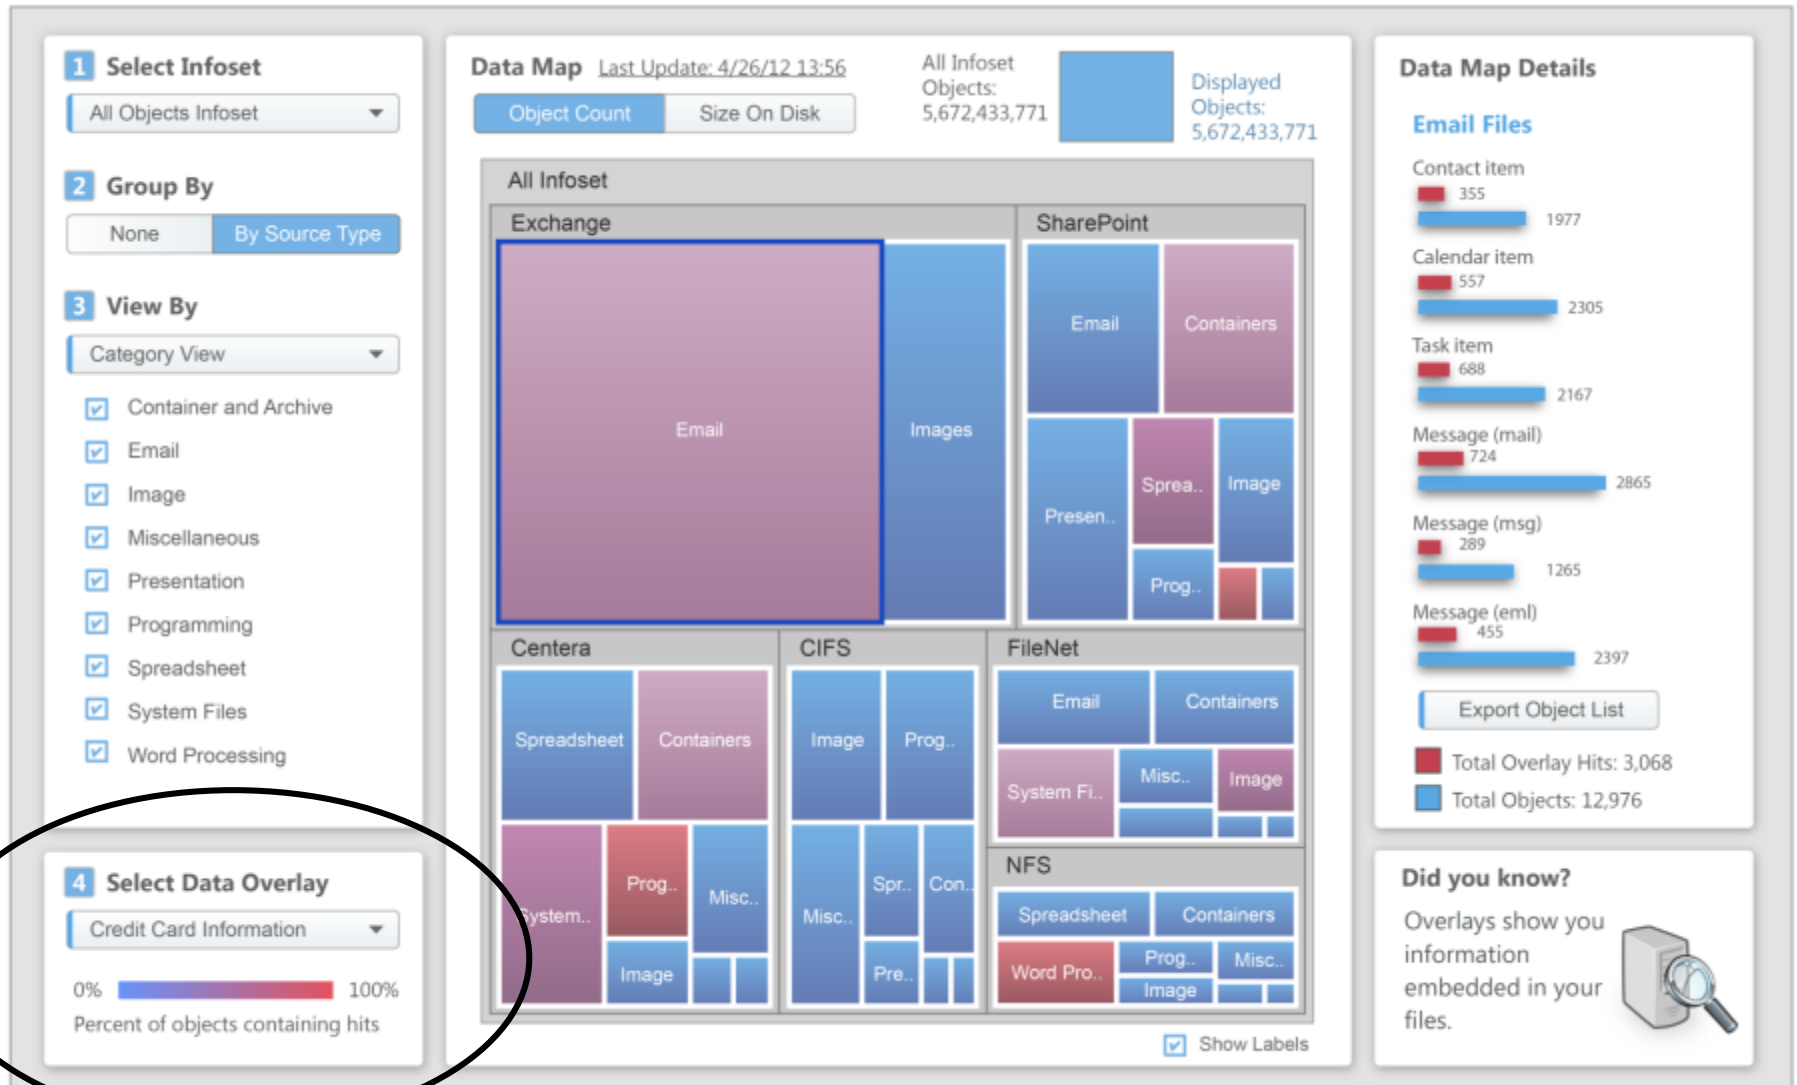 1 Select Infoset
All Objects Infoset
2 Group By
None
By Source Type
3 View By
Category View
Container and Archive
Email
Image
Miscellaneous
Presentation
Programming
Spreadsheet
System Files
Word Processing
4 Select Data Overlay
Credit Card Information
0% 100%
Percent of objects containing hits
Data Map Last Update: 4/26/12 13:56
Object Count
Size On Disk
All Infoset
Objects:
5,672,433,771
Displayed
Objects:
5,672,433,771
All Infoset
Exchange
Email
Images
SharePoint
Email
Containers
Presen..
Sprea..
Image
Prog..
Centera
Spreadsheet
Containers
System..
Prog..
Misc..
Image
CIFS
Image
Prog..
Misc..
Spr..
Con..
Pre..
FileNet
Email
Containers
System Fi..
Misc..
Image
NFS
Spreadsheet
Containers
Word Pro..
Prog..
Misc..
Image
Show Labels
Data Map Details
Email Files
Contact item
355
1977
Calendar item
557
2305
Task item
688
2167
Message (mail)
724
2865
Message (msg)
289
1265
Message (eml)
455
2397
Export Object List
Total Overlay Hits: 3,068
Total Objects: 12,976
Did you know?
Overlays show you
information
embedded in your
files.